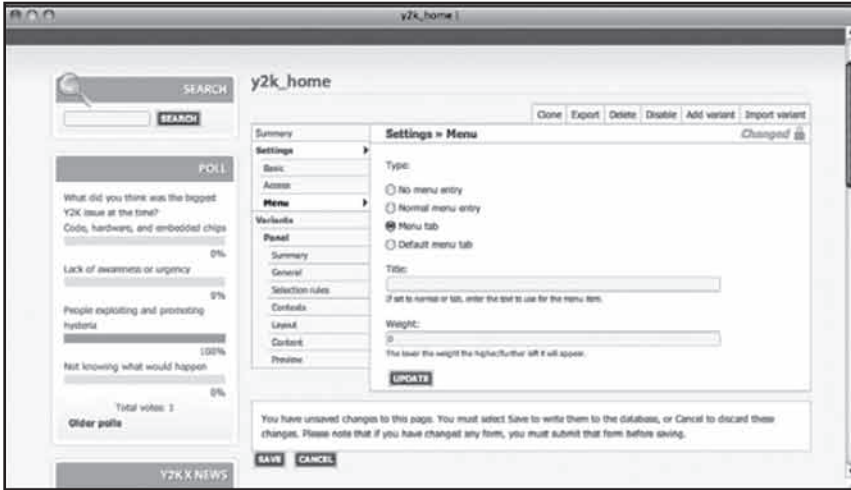 y2k_home |
SEARCH
SEARCH
POLL
What did you think was the bigged
Y2K issue at the time?
Code, hardware, and embedded chips
0%
Lack of awareness or urgency
0%
People exploiting and promoting
hysteria
100%
Not knowing what would happen
0%
Total votes: 1
Older polls
Y2K X NEWS
y2k_home
Clone Export Delete Disable Add variant Import variant
Summary
Settings
Basic
Access
Menu
Variants
Panel
Summary
General
Selection rules
Contexts
Layout
Content
Preview
Settings » Menu
Changed
Type:
No menu entry
Normal menu entry
Menu tab
Default menu tab
Title:
If set to normal or tab, enter the text to use for the menu item.
Weight:
0
The lower the weight the higher/further left it will appear.
UPDATE
You have unsaved changes to this page. You must select Save to write them to the database, or Cancel to discard these
changes. Please note that if you have changed any form, you must submit that form before saving.
SAVE CANCEL